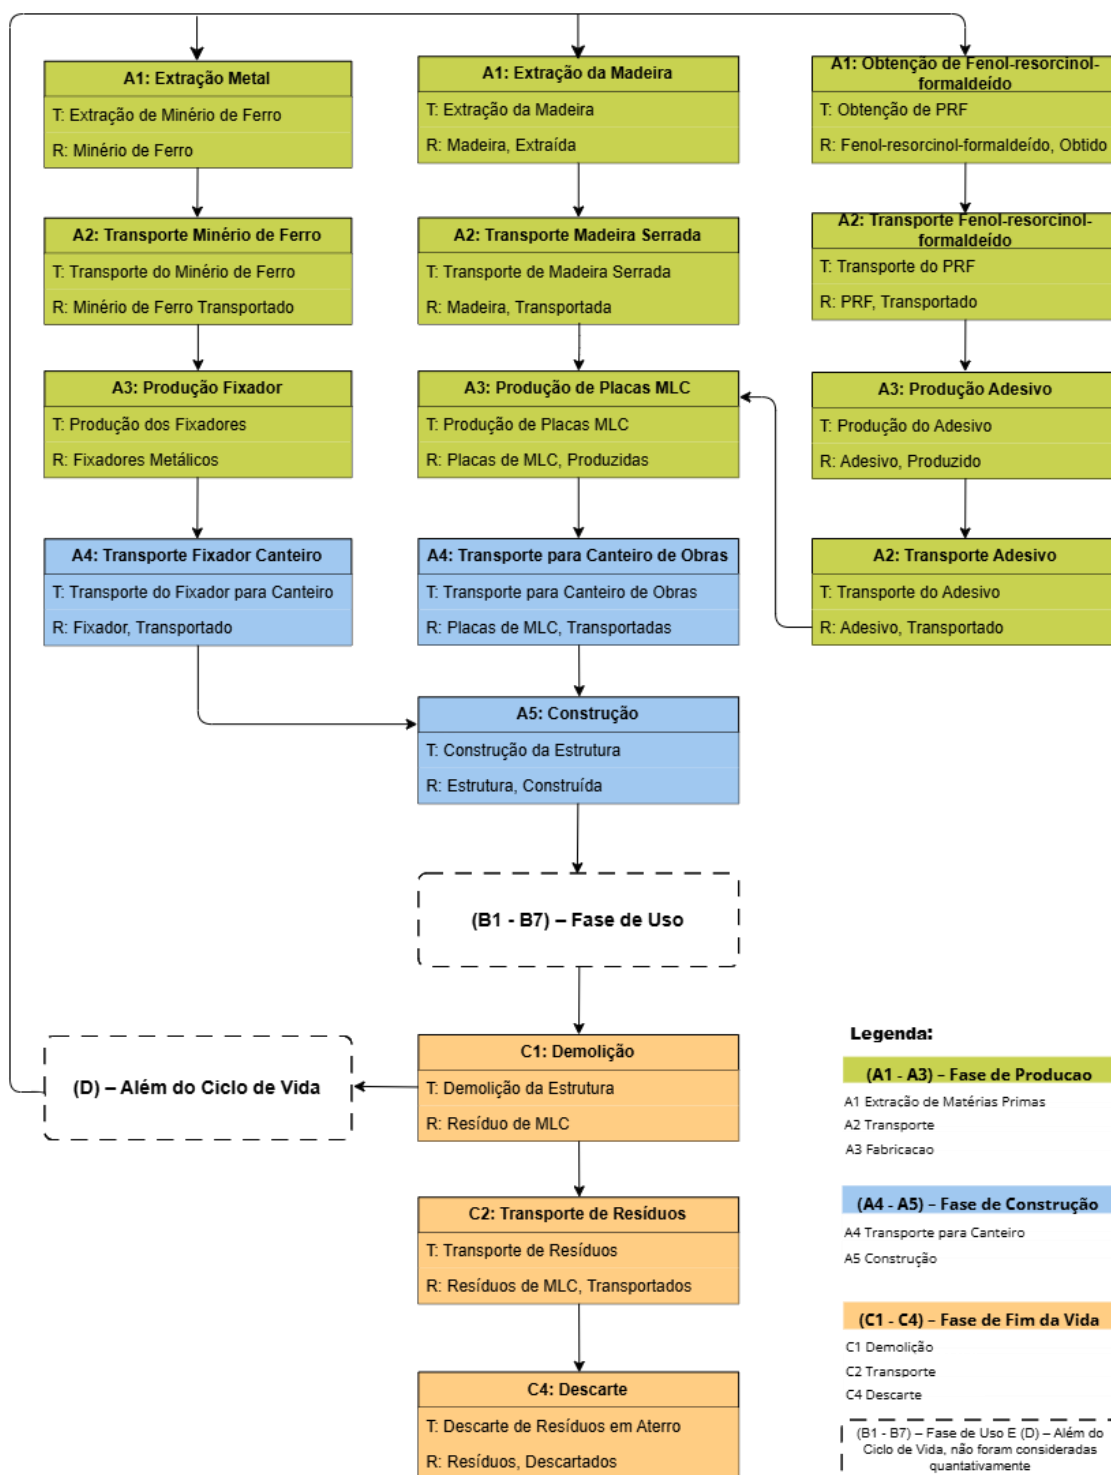 A1: Extração Metal
T: Extração de Minério de Ferro
R: Minério de Ferro
A1: Extração da Madeira
T: Extração da Madeira
R: Madeira, Extraída
A1: Obtenção de Fenol-resorcinol-
formaldeído
T: Obtenção de PRF
R: Fenol-resorcinol-formaldeído, Obtido
A2: Transporte Minério de Ferro
T: Transporte do Minério de Ferro
R: Minério de Ferro Transportado
A2: Transporte Madeira Serrada
T: Transporte de Madeira Serrada
R: Madeira, Transportada
A2: Transporte Fenol-resorcinol-
formaldeído
T: Transporte do PRF
R: PRF, Transportado
A3: Produção Fixador
T: Produção dos Fixadores
R: Fixadores Metálicos
A3: Produção de Placas MLC
T: Produção de Placas MLC
R: Placas de MLC, Produzidas
A3: Produção Adesivo
T: Produção do Adesivo
R: Adesivo, Produzido
A4: Transporte Fixador Canteiro
T: Transporte do Fixador para Canteiro
R: Fixador, Transportado
A4: Transporte para Canteiro de Obras
T: Transporte para Canteiro de Obras
R: Placas de MLC, Transportadas
A2: Transporte Adesivo
T: Transporte do Adesivo
R: Adesivo, Transportado
A5: Construção
T: Construção da Estrutura
R: Estrutura, Construída
(B1 - B7) – Fase de Uso
(D) – Além do Ciclo de Vida
C1: Demolição
T: Demolição da Estrutura
R: Resíduo de MLC
C2: Transporte de Resíduos
T: Transporte de Resíduos
R: Resíduos de MLC, Transportados
C4: Descarte
T: Descarte de Resíduos em Aterro
R: Resíduos, Descartados
Legenda:
(A1 - A3) – Fase de Producao
A1 Extracão de Matérias Primas
A2 Transporte
A3 Fabricacao
(A4 - A5) – Fase de Construção
A4 Transporte para Canteiro
A5 Construção
(C1 - C4) – Fase de Fim da Vida
C1 Demolição
C2 Transporte
C4 Descarte
(B1 - B7) – Fase de Uso E (D) – Além do
Ciclo de Vida, não foram consideradas
quantativamente